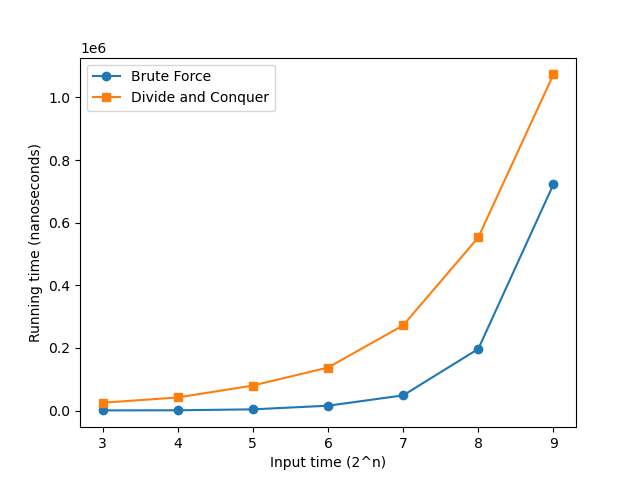 1e6
Brute Force
Divide and Conquer
1.0
0.8
0.6
0.4
0.2
0.0
Running time (nanoseconds)
3 4 5 6 7 8 9
Input time (2^n)